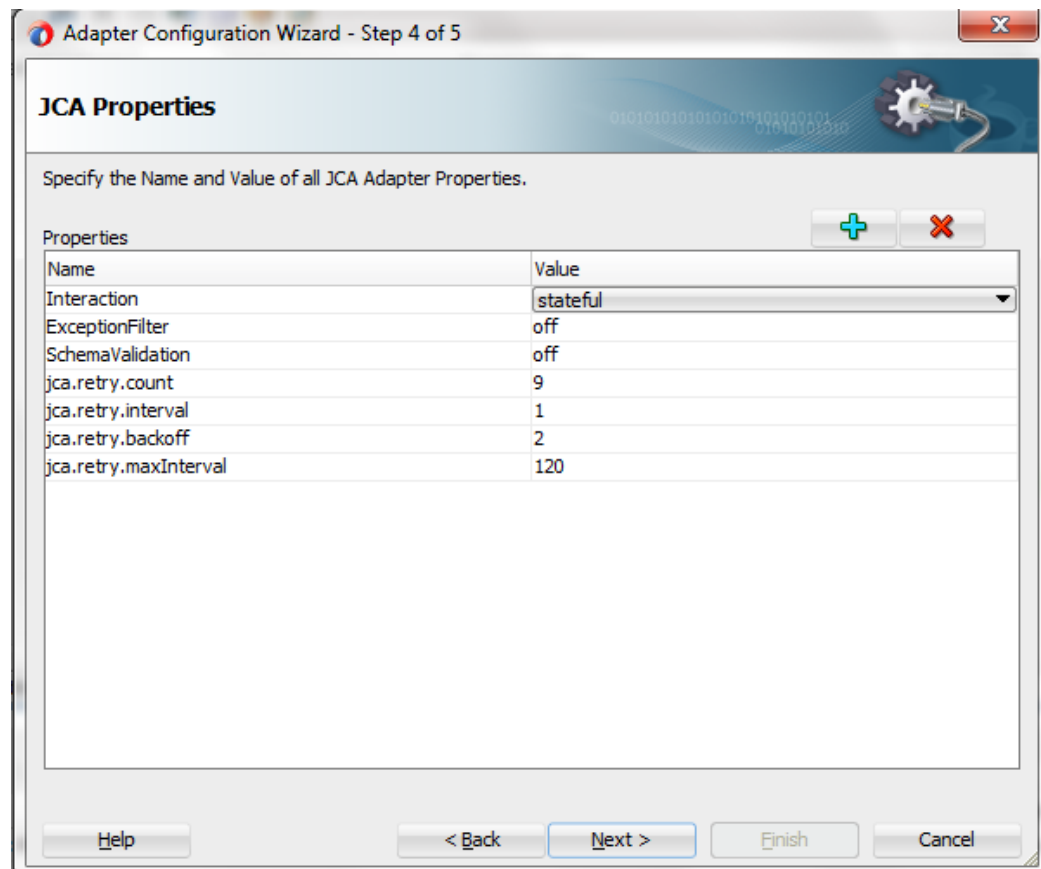 Adapter Configuration Wizard - Step 4 of 5
JCA Properties
Specify the Name and Value of all JCA Adapter Properties.
Properties
Name Value
Interaction stateful
ExceptionFilter off
SchemaValidation off
jca.retry.count 9
jca.retry.interval 1
jca.retry.backoff 2
jca.retry.maxInterval 120
Help < Back Next > Finish Cancel